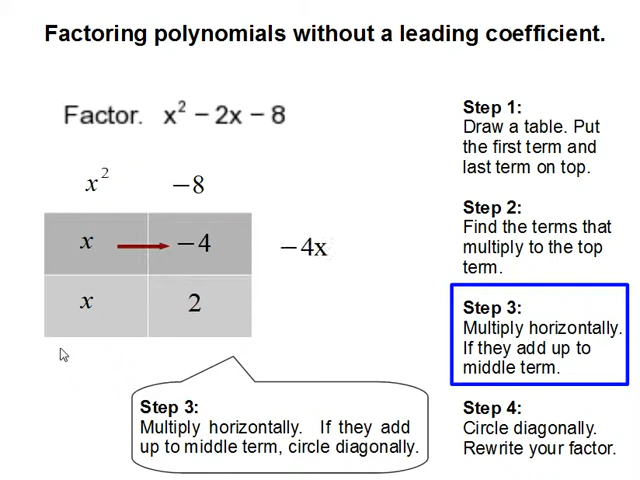 Factoring polynomials without a leading coefficient.
Factor. x² − 2x − 8
x² −8
x −4 −4x
x 2
Step 3:
Multiply horizontally. If they add
up to middle term, circle diagonally.
Step 1:
Draw a table. Put
the first term and
last term on top.
Step 2:
Find the terms that
multiply to the top
term.
Step 3:
Multiply horizontally.
If they add up to
middle term.
Step 4:
Circle diagonally.
Rewrite your factor.